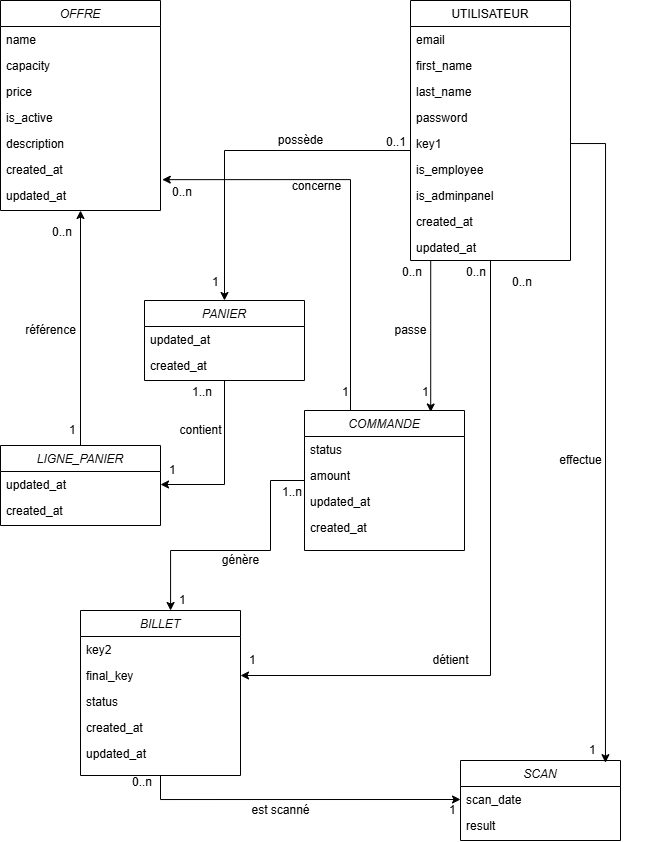 OFFRE
name
capacity
price
is_active
description
created_at
updated_at
UTILISATEUR
email
first_name
last_name
password
key1
is_employee
is_adminpanel
created_at
updated_at
possède
0..1
concerne
0..n
0..n
0..n
0..n
0..n
1
PANIER
updated_at
created_at
référence
passe
1..n
1
1
contient
1
LIGNE_PANIER
updated_at
created_at
1
COMMANDE
status
amount
updated_at
created_at
effectue
1..n
génère
1
BILLET
key2
final_key
status
created_at
updated_at
1
détient
0..n
est scanné
1
1
SCAN
scan_date
result